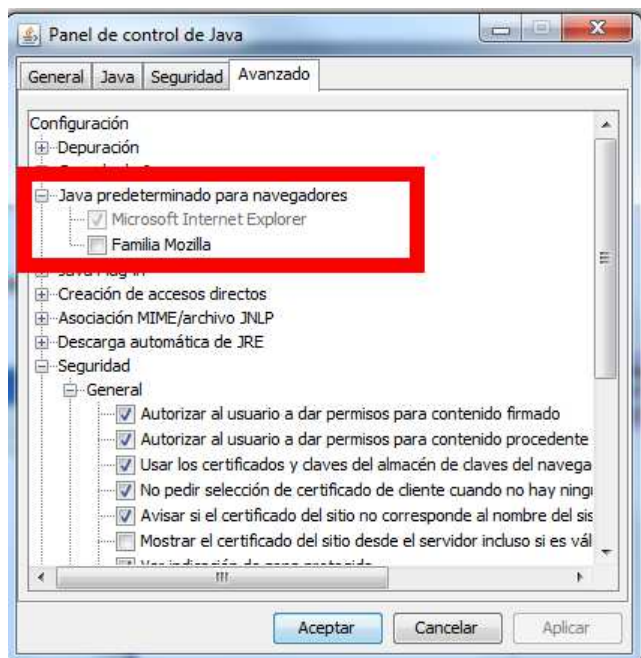 Panel de control de Java
General Java Seguridad Avanzado
Configuración
Depuración
Java predeterminado para navegadores
Microsoft Internet Explorer
Familia Mozilla
Creación de accesos directos
Asociación MIME/archivo JNLP
Descarga automática de JRE
Seguridad
General
Autorizar al usuario a dar permisos para contenido firmado
Autorizar al usuario a dar permisos para contenido procedente
Usar los certificados y claves del almacén de claves del navega
No pedir selección de certificado de cliente cuando no hay ningu
Avisar si el certificado del sitio no corresponde al nombre del sis
Mostrar el certificado del sitio desde el servidor incluso si es vál
Aceptar Cancelar Aplicar